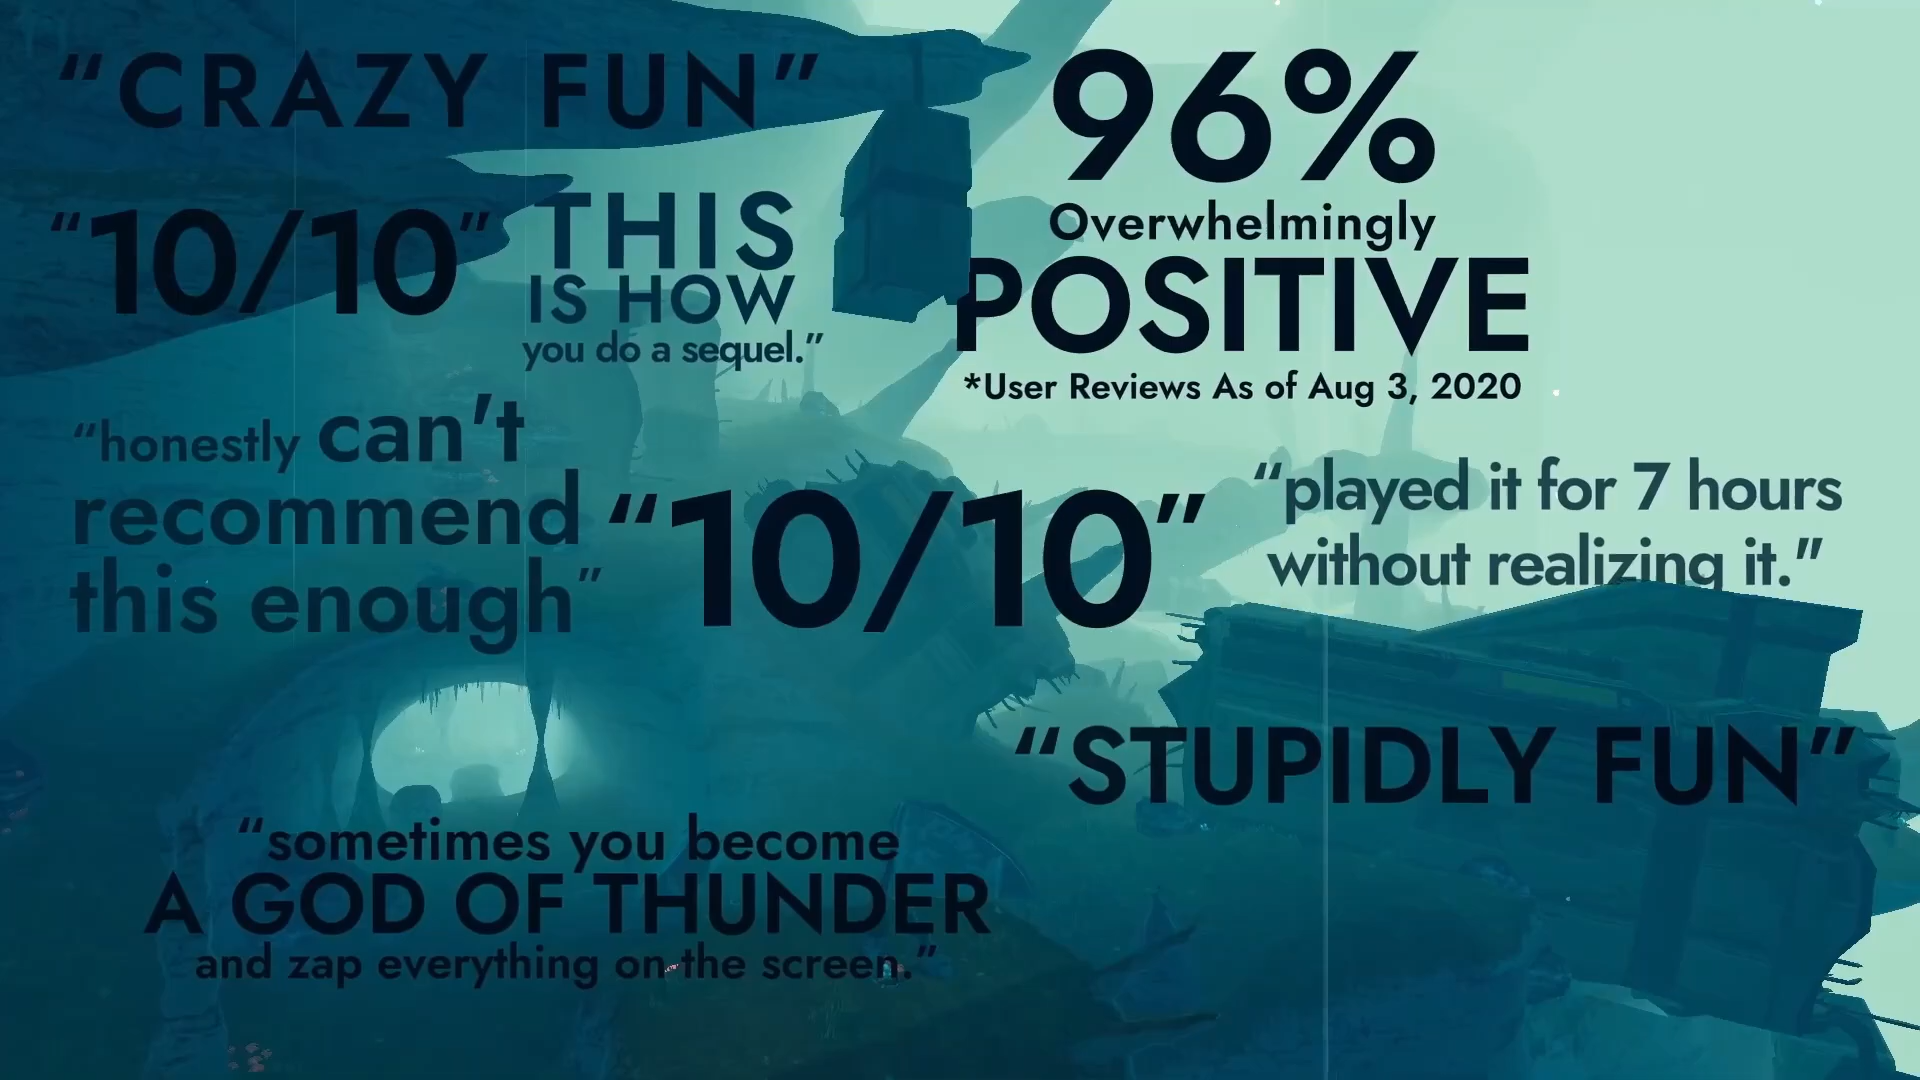 “CRAZY FUN”
“10/10”
THIS
IS HOW
you do a sequel.”
96%
Overwhelmingly
POSITIVE
*User Reviews As of Aug 3, 2020
“honestly can't
recommend
this enough”
“10/10”
“played it for 7 hours
without realizing it."
“STUPIDLY FUN”
“sometimes you become
A GOD OF THUNDER
and zap everything on the screen.”